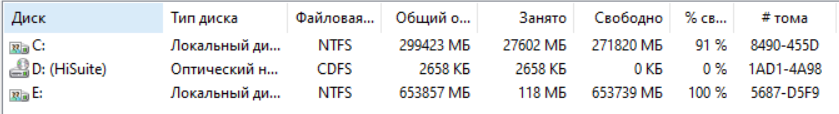 Диск Тип диска Файловая... Общий о... Занято Свободно % св... # тома
C: Локальный ди... NTFS 299423 МБ 27602 МБ 271820 МБ 91 % 8490-455D
D: (HiSuite) Оптический н... CDFS 2658 КБ 2658 КБ 0 КБ 0 % 1AD1-4A98
E: Локальный ди... NTFS 653857 МБ 118 МБ 653739 МБ 100 % 5687-D5F9